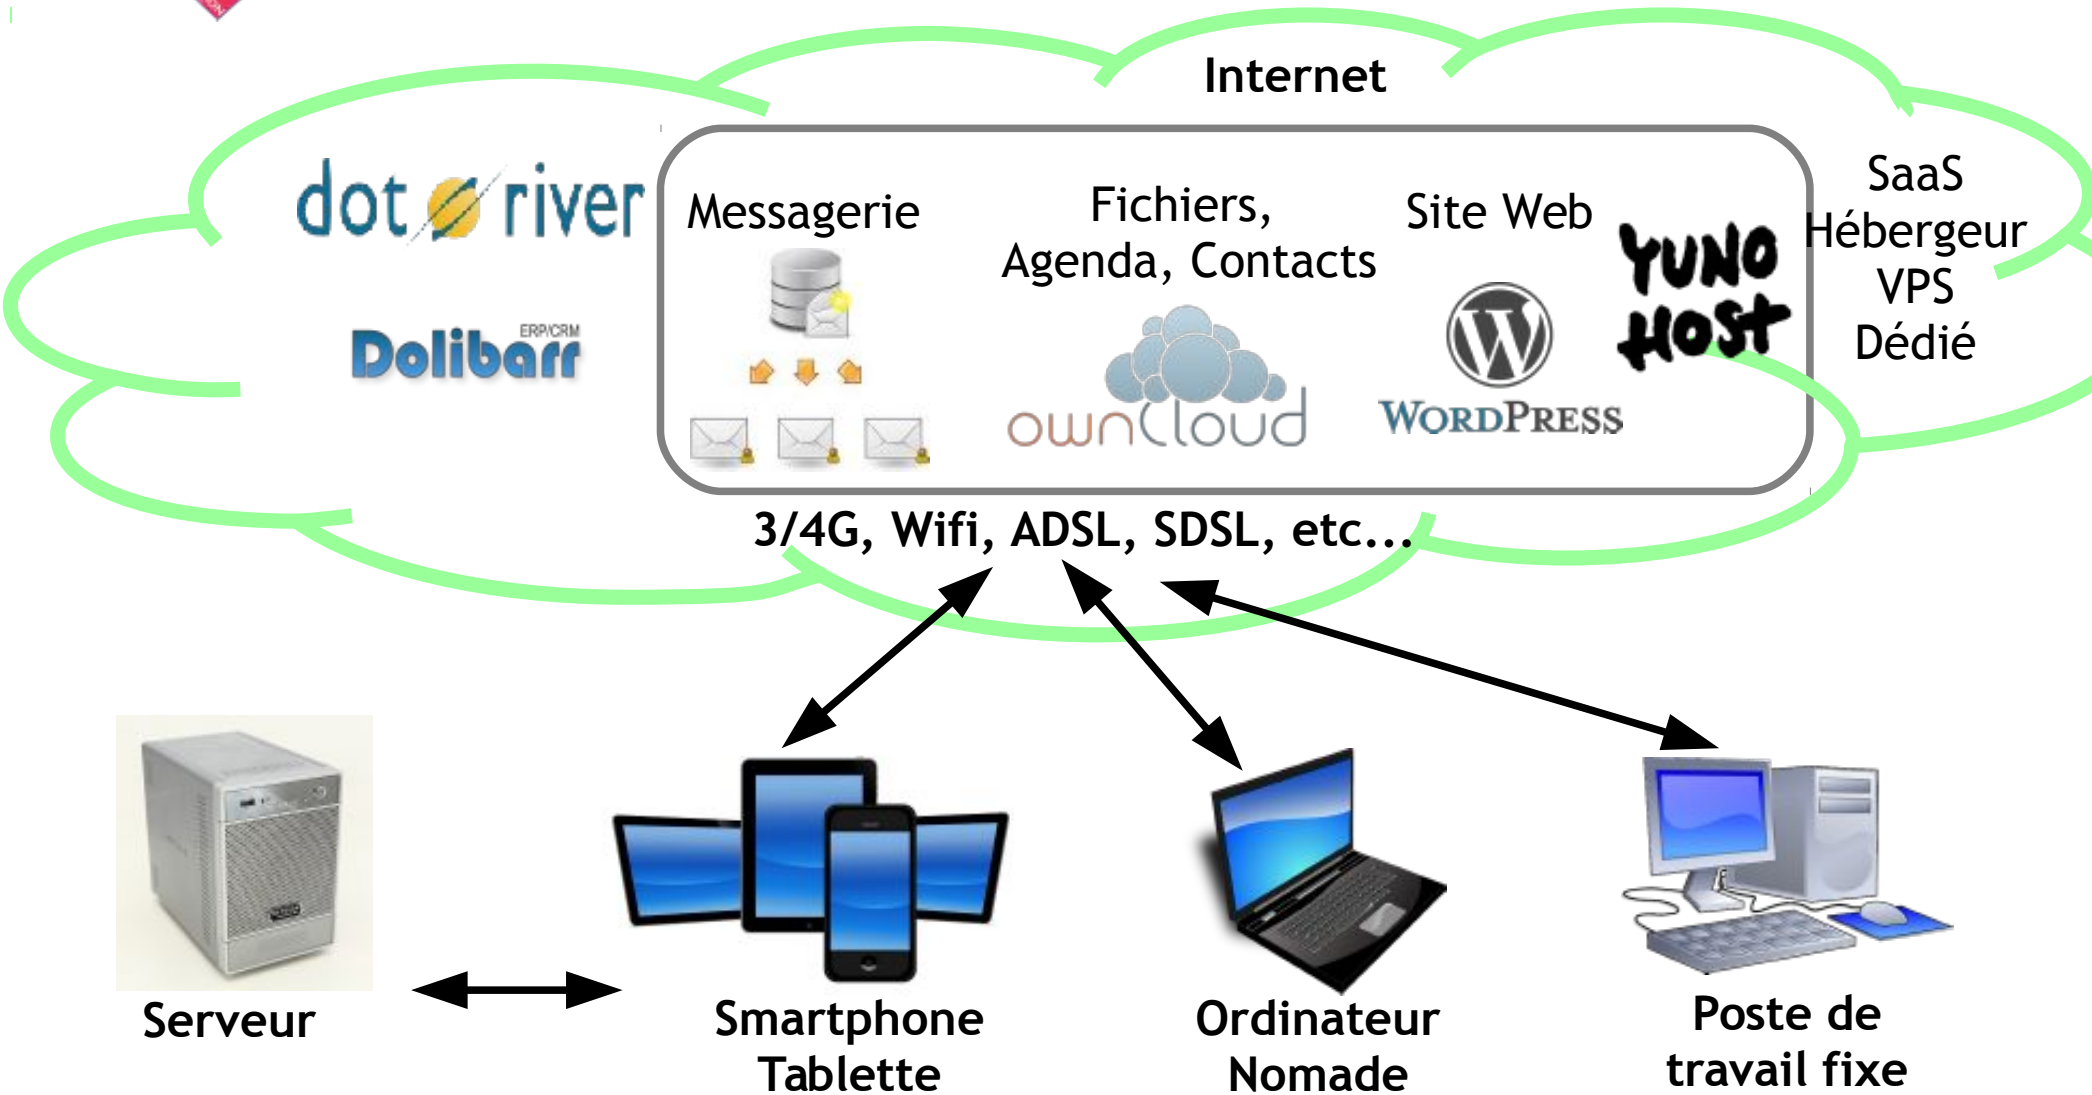 Internet
dot river
Dolibarr
ERP/CRM
Messagerie
Fichiers,
Agenda, Contacts
ownCloud
Site Web
WORDPRESS
YUNO
HOST
SaaS
Hébergeur
VPS
Dédié
3/4G, Wifi, ADSL, SDSL, etc...
Serveur
Smartphone
Tablette
Ordinateur
Nomade
Poste de
travail fixe